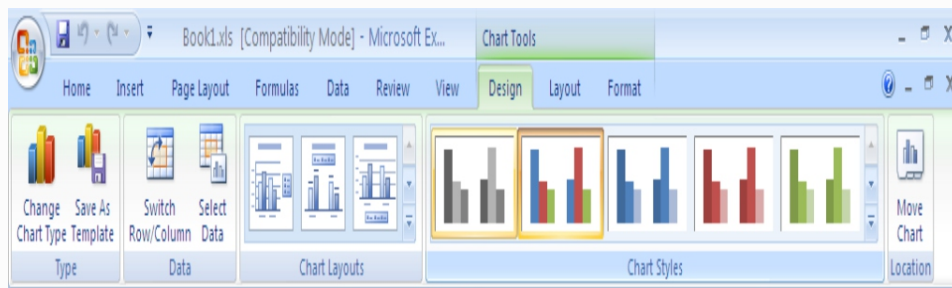 Book1.xls [Compatibility Mode] - Microsoft Ex... Chart Tools
Home Insert Page Layout Formulas Data Review View Design Layout Format
Change Chart Type
Save As Template
Switch Row/Column
Select Data
Move Chart
Type Data Chart Layouts Chart Styles Location